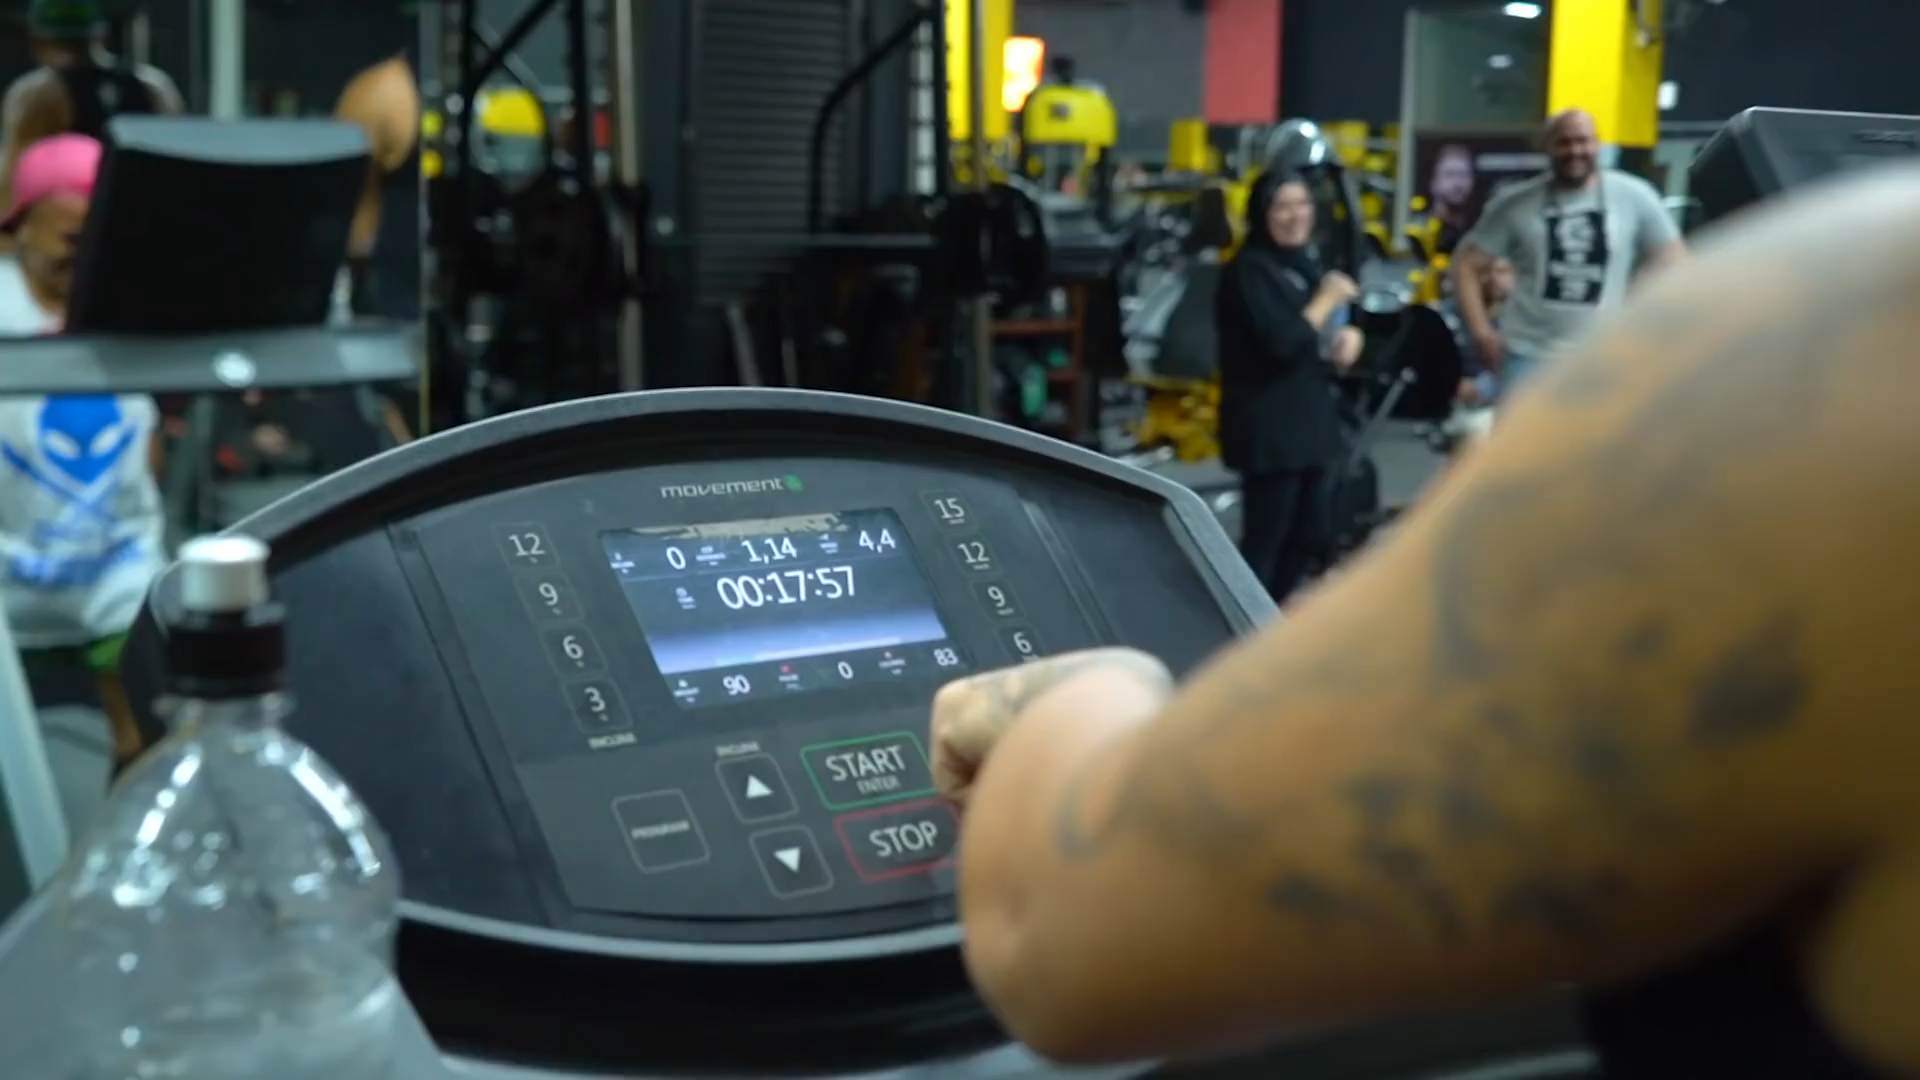 movement
15
12
12
9
9
6
6
3
0 1,14 4,4
00:17:57
90 0 83
INCLINE
INCLINE
START
ENTER
PROGRAM
STOP